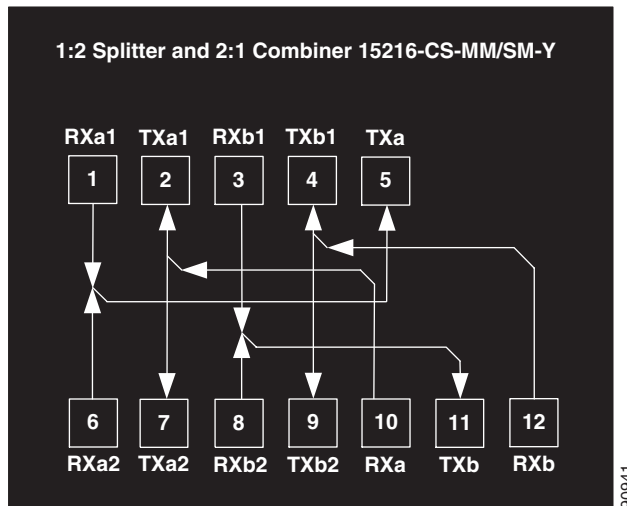 1:2 Splitter and 2:1 Combiner 15216-CS-MM/SM-Y
RXa1 TXa1 RXb1 TXb1 TXa
1 2 3 4 5
6 7 8 9 10 11 12
RXa2 TXa2 RXb2 TXb2 RXa TXb RXb